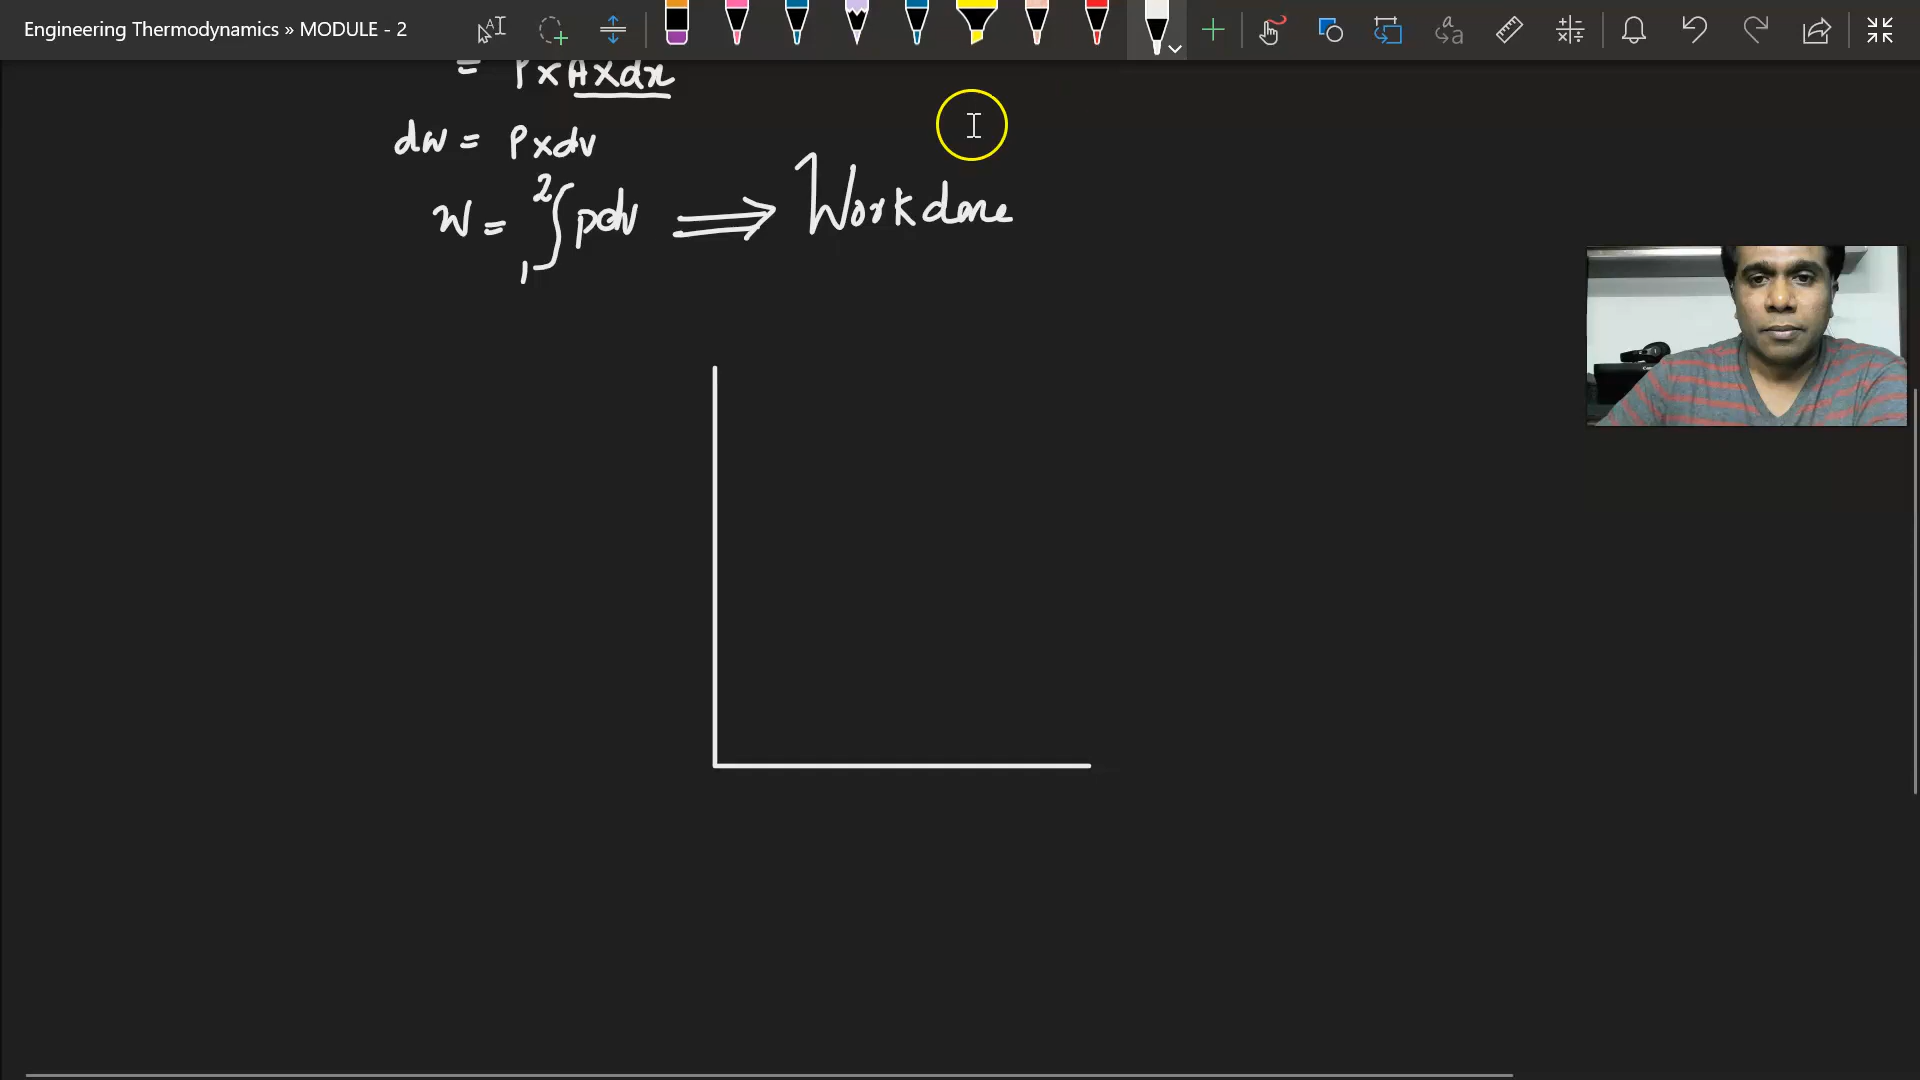 Engineering Thermodynamics » MODULE - 2
= P x A x dx
dw = P x dv
W = ₁²∫ pdv ⟹ Workdone